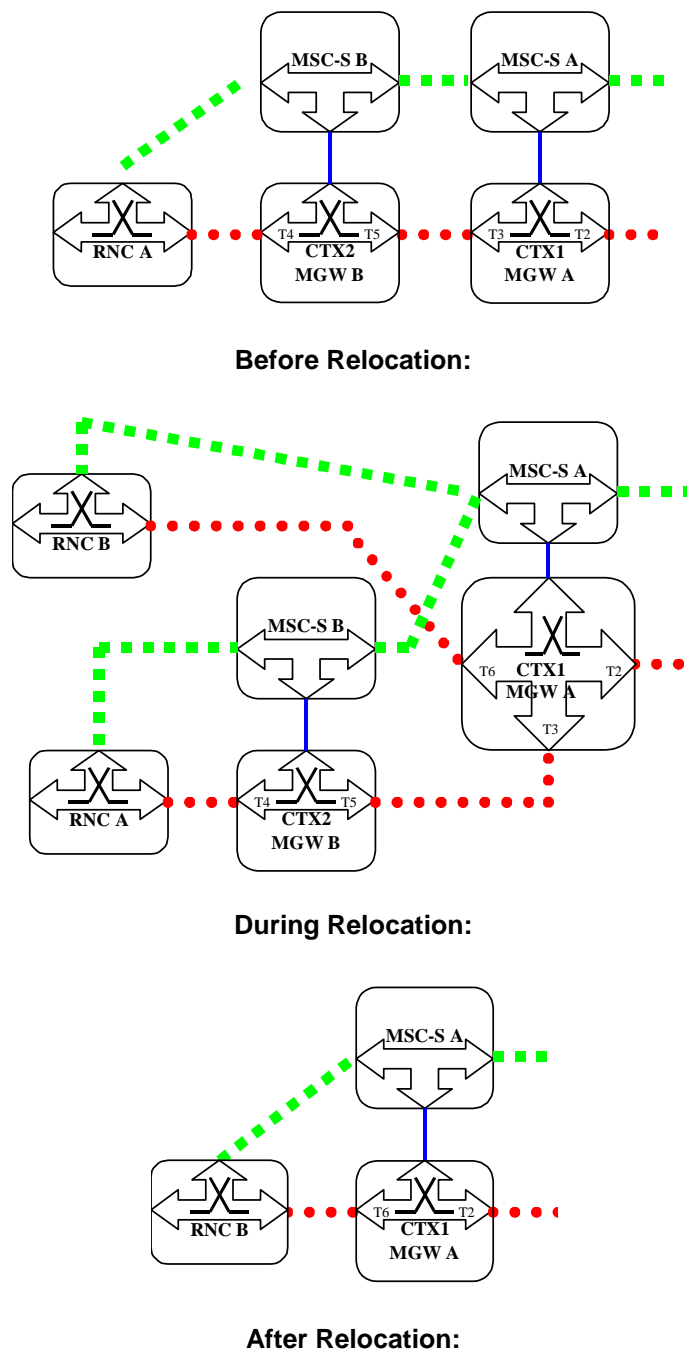 MSC-S B
MSC-S A
RNC A
T4
T5
CTX2
MGW B
T3
T2
CTX1
MGW A
Before Relocation:
MSC-S A
RNC B
MSC-S B
T6
T2
CTX1
MGW A
T3
RNC A
T4
T5
CTX2
MGW B
During Relocation:
MSC-S A
RNC B
T6
T2
CTX1
MGW A
After Relocation: